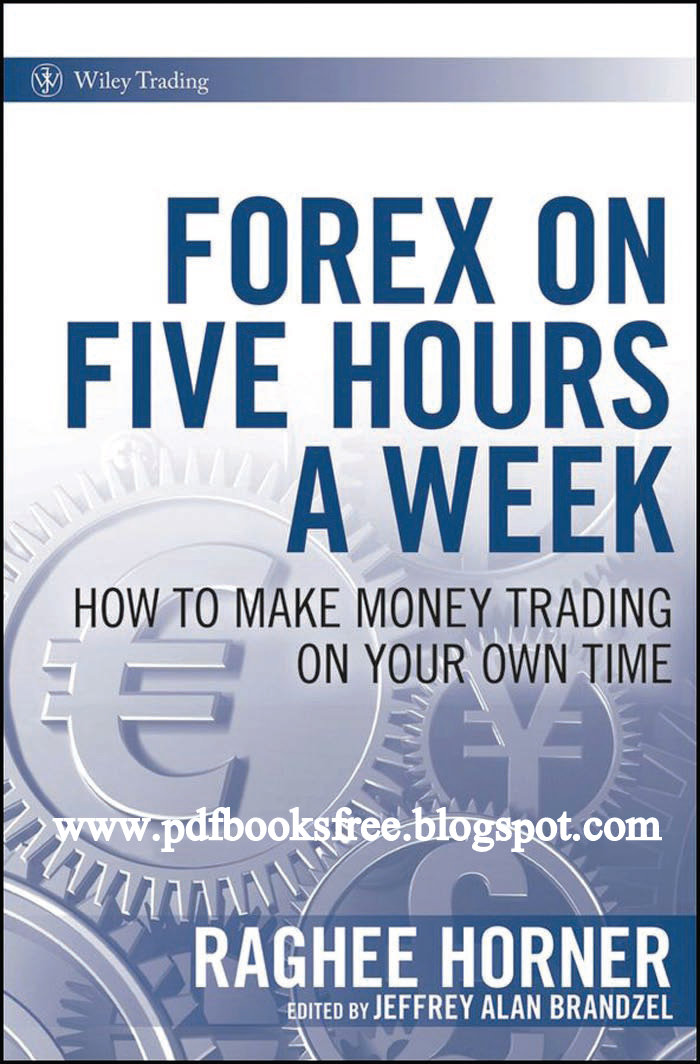 Wiley Trading
FOREX ON
FIVE HOURS
A WEEK
HOW TO MAKE MONEY TRADING
ON YOUR OWN TIME
www.pdfbooksfree.blogspot.com
RAGHEE HORNER
EDITED BY JEFFREY ALAN BRANDZEL